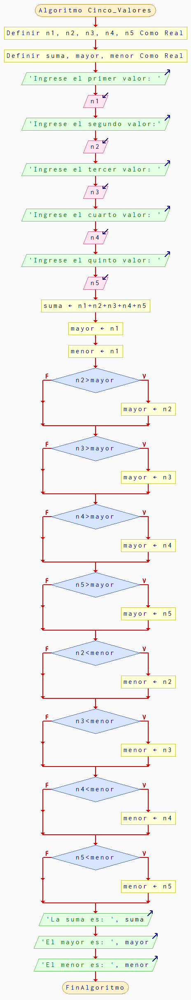 Algoritmo Cinco_Valores
Definir n1, n2, n3, n4, n5 Como Real
Definir suma, mayor, menor Como Real
'Ingrese el primer valor: '
n1
'Ingrese el segundo valor:'
n2
'Ingrese el tercer valor: '
n3
'Ingrese el cuarto valor: '
n4
'Ingrese el quinto valor: '
n5
suma ← n1+n2+n3+n4+n5
mayor ← n1
menor ← n1
F
V
n2>mayor
mayor ← n2
F
V
n3>mayor
mayor ← n3
F
V
n4>mayor
mayor ← n4
F
V
n5>mayor
mayor ← n5
F
V
n2<menor
menor ← n2
F
V
n3<menor
menor ← n3
F
V
n4<menor
menor ← n4
F
V
n5<menor
menor ← n5
'La suma es: ', suma
'El mayor es: ', mayor
'El menor es: ', menor
FinAlgoritmo